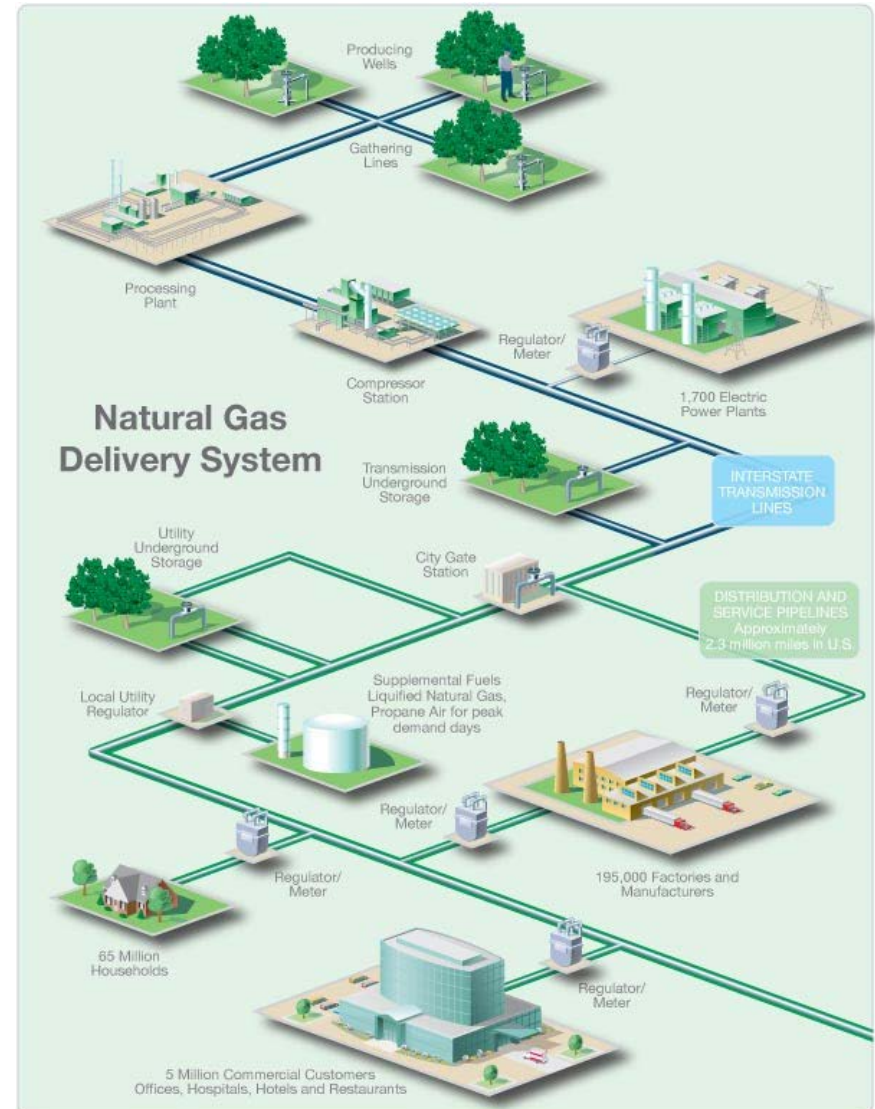 Producing
Wells
Gathering
Lines
Processing
Plant
Compressor
Station
Regulator/
Meter
1,700 Electric
Power Plants
Natural Gas
Delivery System
Transmission
Underground
Storage
INTERSTATE
TRANSMISSION
LINES
Utility
Underground
Storage
City Gate
Station
DISTRIBUTION AND
SERVICE PIPELINES
Approximately
2.3 million miles in U.S.
Local Utility
Regulator
Supplemental Fuels
Liquified Natural Gas,
Propane Air for peak
demand days
Regulator/
Meter
Regulator/
Meter
Regulator/
Meter
195,000 Factories and
Manufacturers
65 Million
Households
Regulator/
Meter
5 Million Commercial Customers
Offices, Hospitals, Hotels and Restaurants